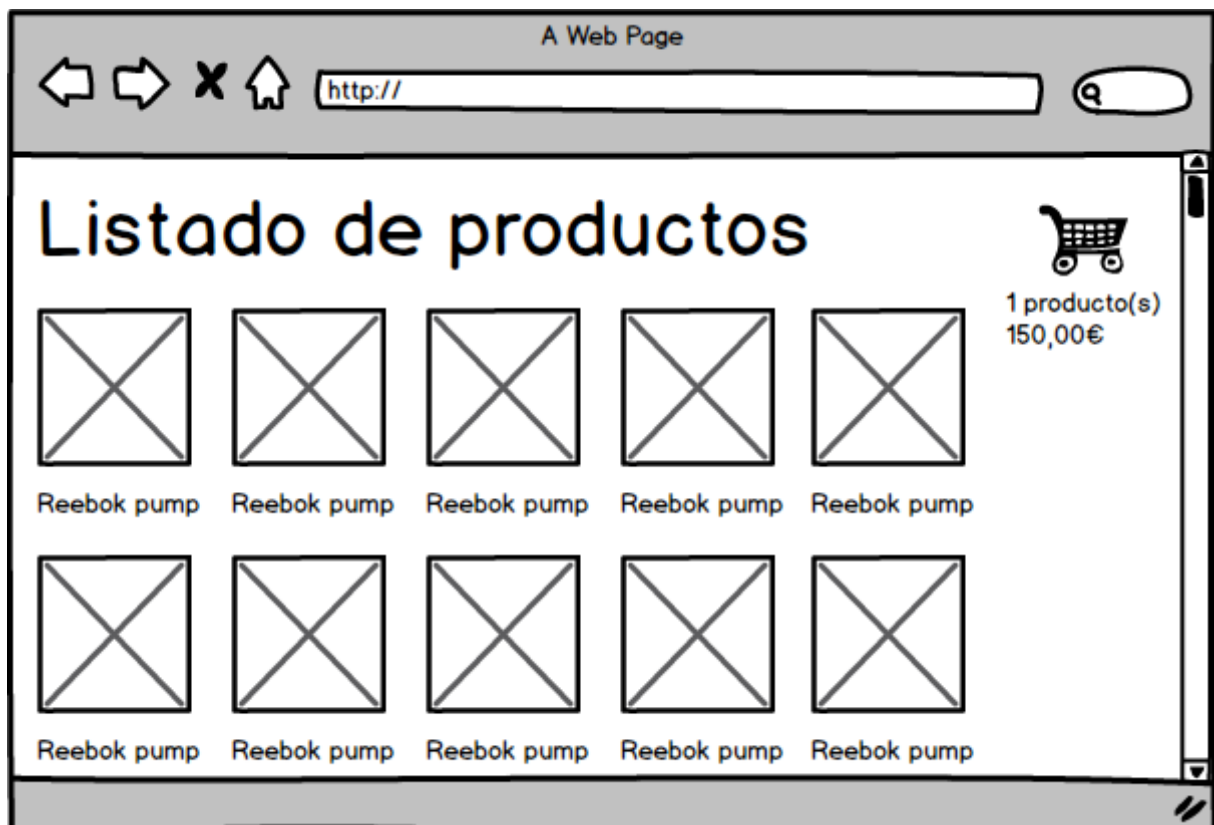 A Web Page
http://
Listado de productos
1 producto(s)
150,00€
Reebok pump Reebok pump Reebok pump Reebok pump Reebok pump
Reebok pump Reebok pump Reebok pump Reebok pump Reebok pump